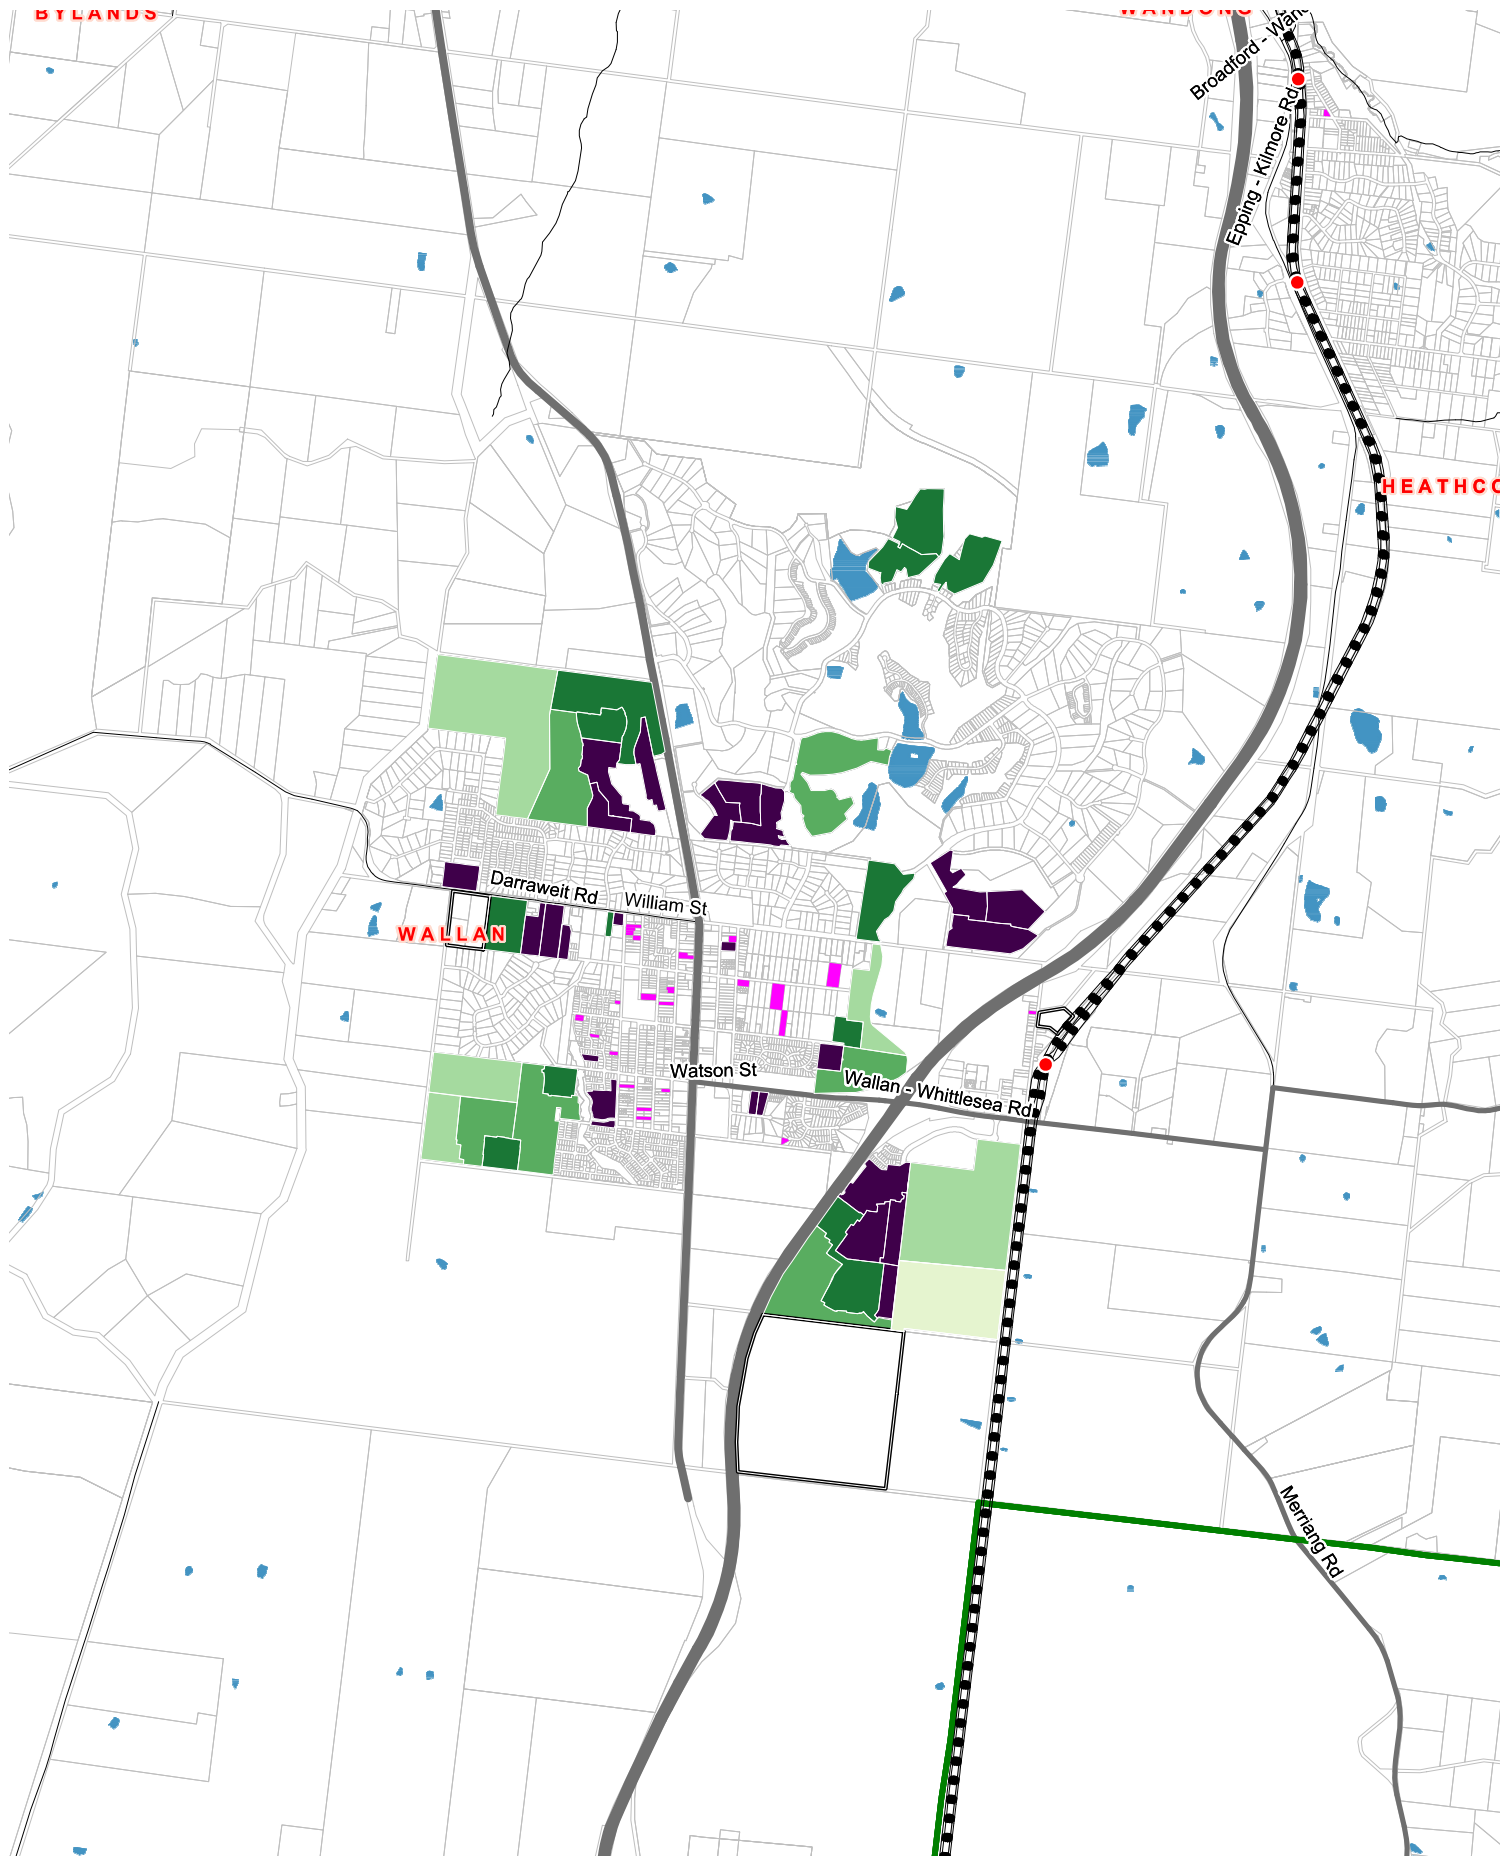 BYLANDS
WANDONG
Broadford - Wand
Epping - Kilmore Rd
HEATHCO
Darraweit Rd
William St
WALLAN
Watson St
Wallan - Whittlesea Rd
Merriang Rd